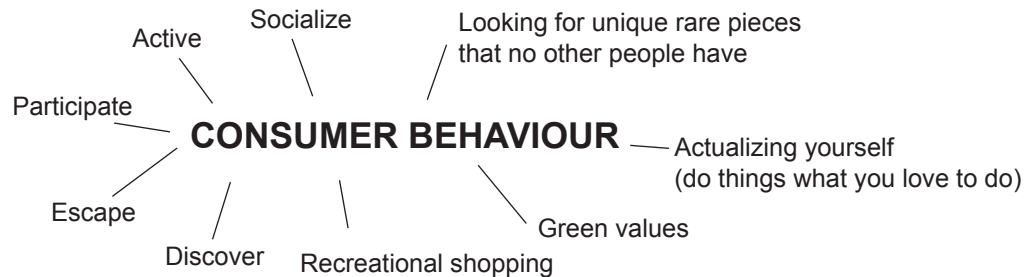 Socialize
Looking for unique rare pieces
that no other people have
Active
Participate
CONSUMER BEHAVIOUR
Actualizing yourself
(do things what you love to do)
Escape
Green values
Discover
Recreational shopping